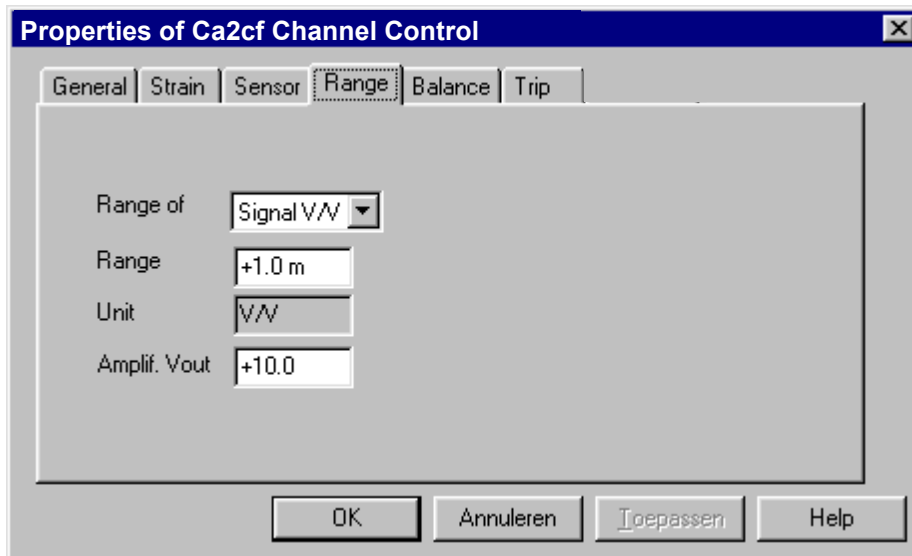 Properties of Ca2cf Channel Control
General Strain Sensor Range Balance Trip
Range of Signal V/V
Range +1.0 m
Unit V/V
Amplif. Vout +10.0
OK Annuleren Toepassen Help